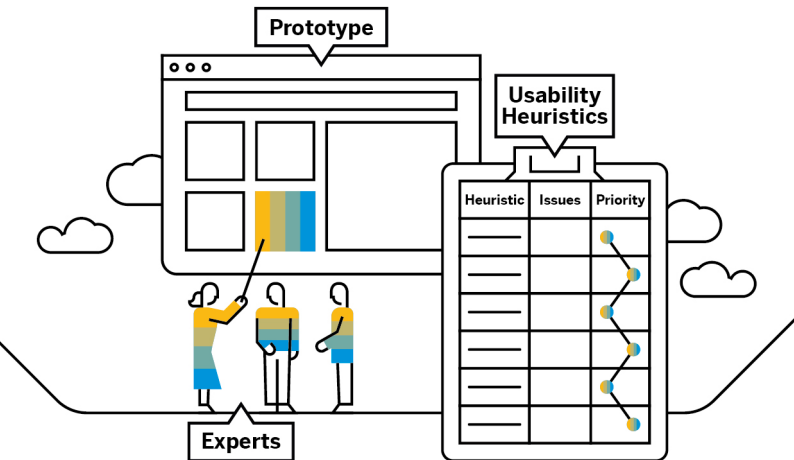 Prototype
Usability
Heuristics
Heuristic Issues Priority
Experts